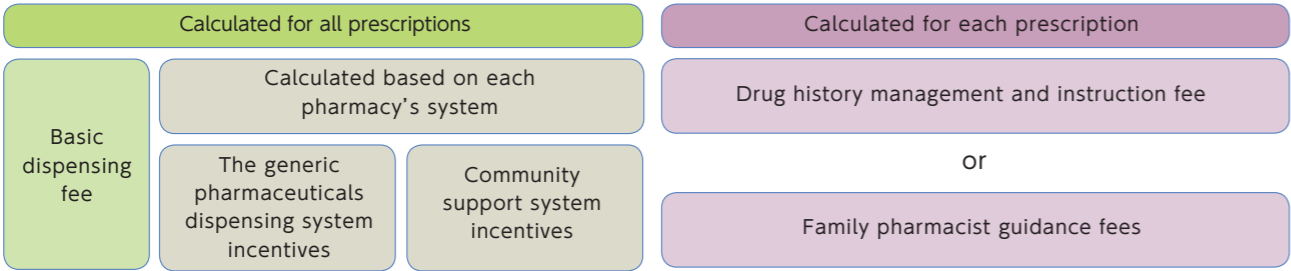 Calculated for all prescriptions
Basic
dispensing
fee
Calculated based on each
pharmacy's system
The generic
pharmaceuticals
dispensing system
incentives
Community
support system
incentives
Calculated for each prescription
Drug history management and instruction fee
or
Family pharmacist guidance fees